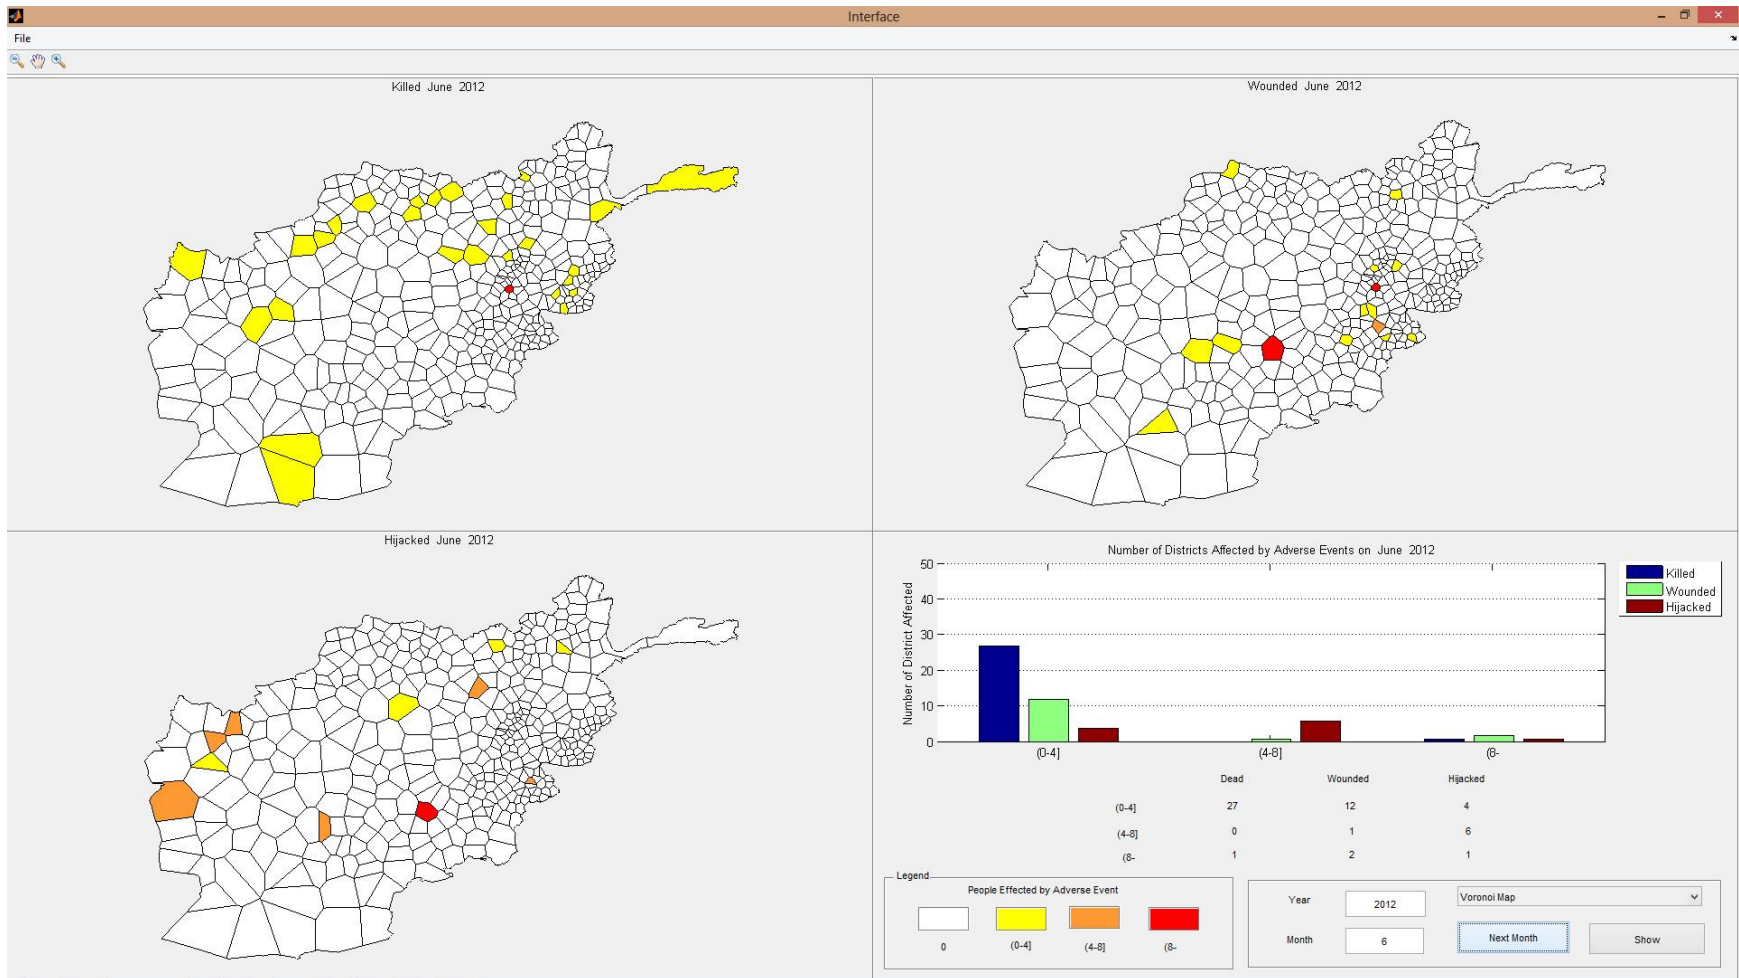 Interface
File
Killed June 2012
Wounded June 2012
Hijacked June 2012
Number of Districts Affected by Adverse Events on June 2012
Number of District Affected
50
40
30
20
10
0
(0-4]
(4-8]
(8-
Killed
Wounded
Hijacked
Dead Wounded Hijacked
(0-4] 27 12 4
(4-8] 0 1 6
(8- 1 2 1
Legend
People Effected by Adverse Event
0 (0-4] (4-8] (8-
Year 2012 Voronoi Map
Month 6 Next Month Show